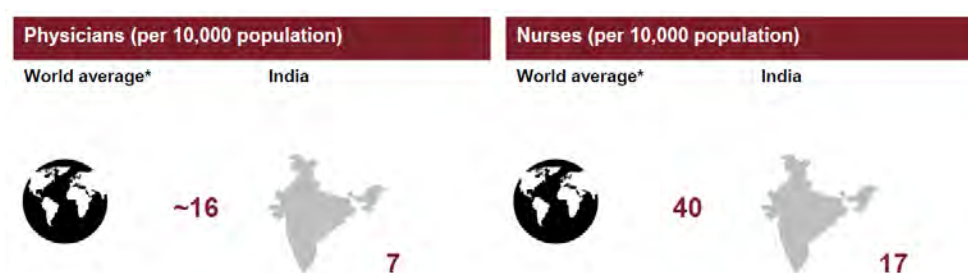 Physicians (per 10,000 population)
World average*
India
~16
7
Nurses (per 10,000 population)
World average*
India
40
17